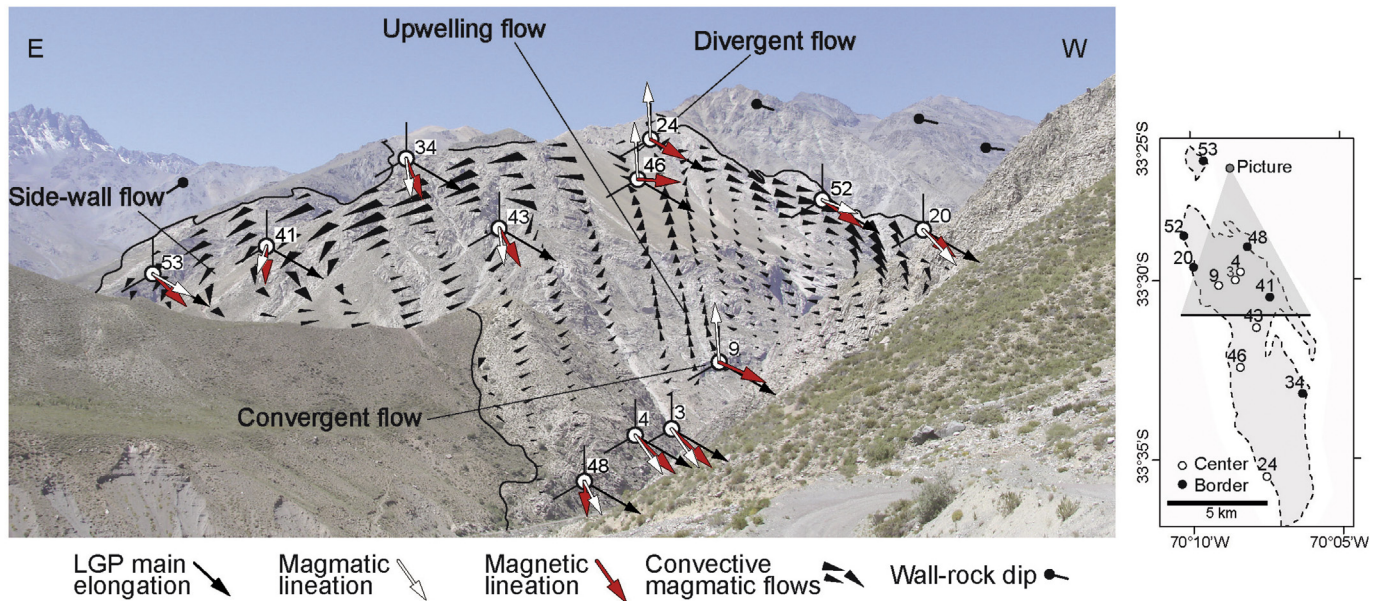 E
Upwelling flow
Divergent flow
W
24
34
46
Side-wall flow
52
43
20
41
53
9
Convergent flow
4
3
48
LGP main
elongation
Magmatic
lineation
Magnetic
lineation
Convective
magmatic flows
Wall-rock dip
33°25'S
53
Picture
52
48
4
20
3
9
33°30'S
41
43
46
34
33°35'S
24
Center
Border
5 km
70°10'W
70°05'W